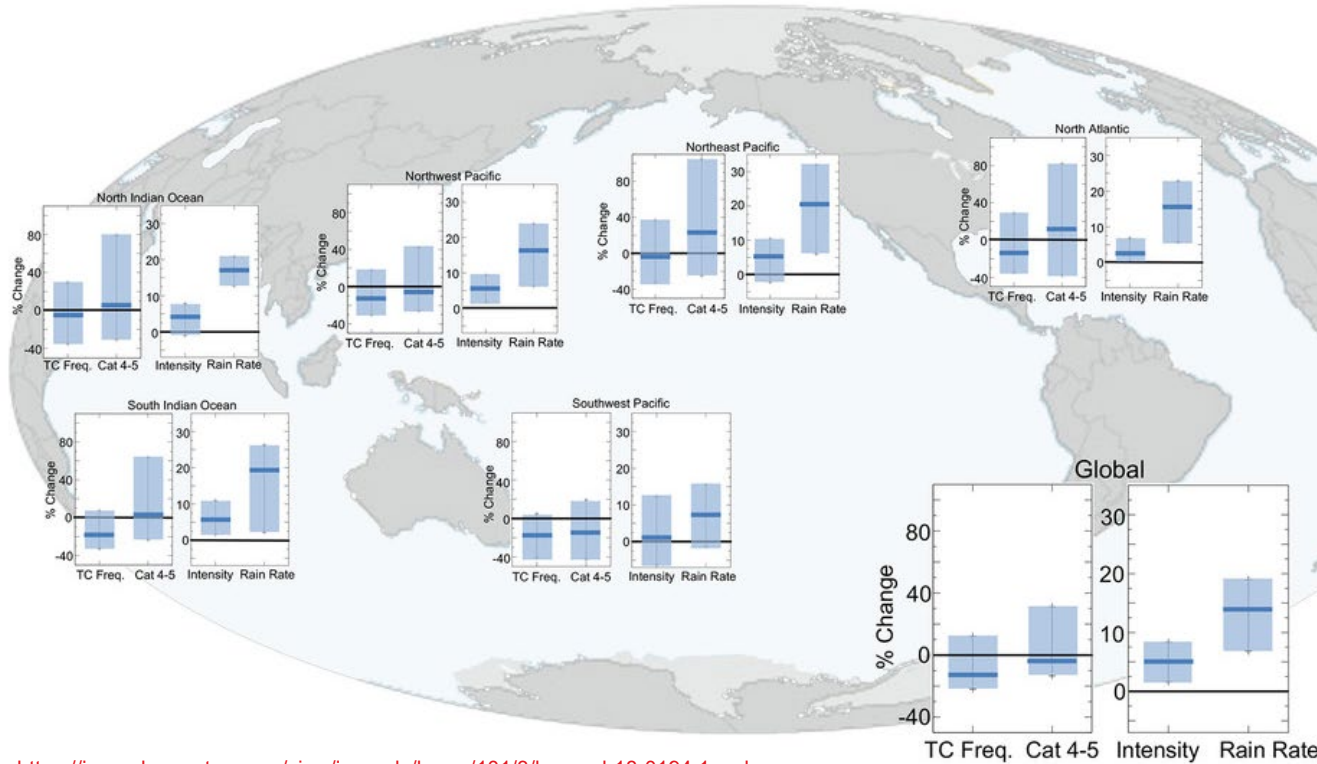 North Atlantic
% Change
80
40
0
-40
30
20
10
0
TC Freq. Cat 4-5 Intensity Rain Rate
Northeast Pacific
% Change
80
40
0
-40
30
20
10
0
TC Freq. Cat 4-5 Intensity Rain Rate
Northwest Pacific
% Change
80
40
0
-40
30
20
10
0
TC Freq. Cat 4-5 Intensity Rain Rate
North Indian Ocean
% Change
80
40
0
-40
30
20
10
0
TC Freq. Cat 4-5 Intensity Rain Rate
South Indian Ocean
% Change
80
40
0
-40
30
20
10
0
TC Freq. Cat 4-5 Intensity Rain Rate
Southwest Pacific
% Change
80
40
0
-40
30
20
10
0
TC Freq. Cat 4-5 Intensity Rain Rate
Global
% Change
80
40
0
-40
30
20
10
0
TC Freq. Cat 4-5 Intensity Rain Rate